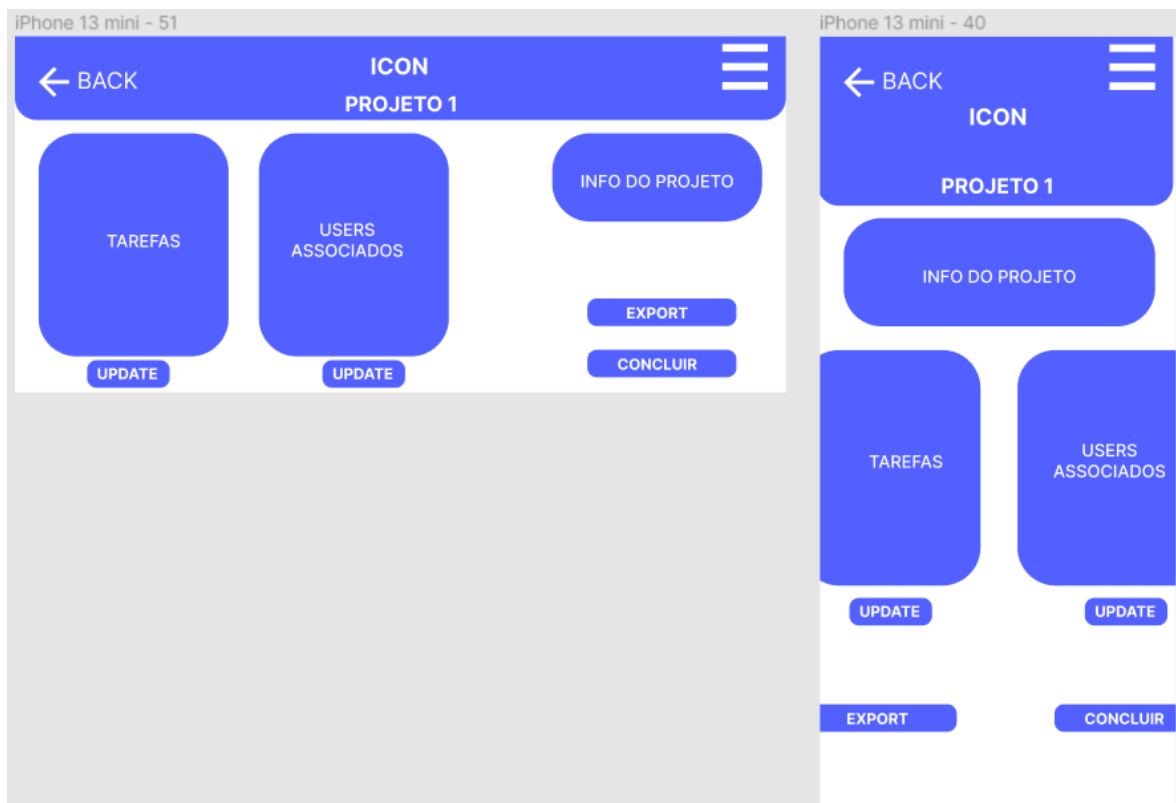 iPhone 13 mini - 51
BACK
ICON
PROJETO 1
TAREFAS
USERS
ASSOCIADOS
INFO DO PROJETO
EXPORT
CONCLUIR
UPDATE
UPDATE
iPhone 13 mini - 40
BACK
ICON
PROJETO 1
INFO DO PROJETO
TAREFAS
USERS
ASSOCIADOS
UPDATE
UPDATE
EXPORT
CONCLUIR